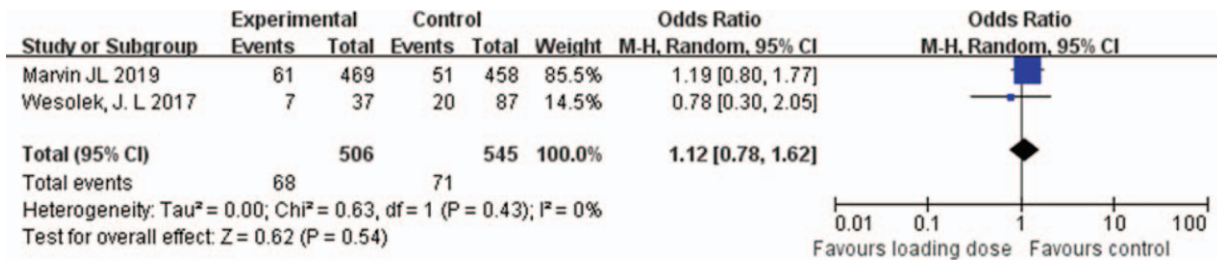 Experimental Control Odds Ratio Odds Ratio
Study or Subgroup Events Total Events Total Weight M-H, Random, 95% CI M-H, Random, 95% CI
Marvin JL 2019 61 469 51 458 85.5% 1.19 [0.80, 1.77]
Wesolek, J. L 2017 7 37 20 87 14.5% 0.78 [0.30, 2.05]
Total (95% CI) 506 545 100.0% 1.12 [0.78, 1.62]
Total events 68 71
Heterogeneity: Tau² = 0.00; Chi² = 0.63, df = 1 (P = 0.43); I² = 0%
Test for overall effect: Z = 0.62 (P = 0.54)
0.01 0.1 1 10 100
Favours loading dose Favours control